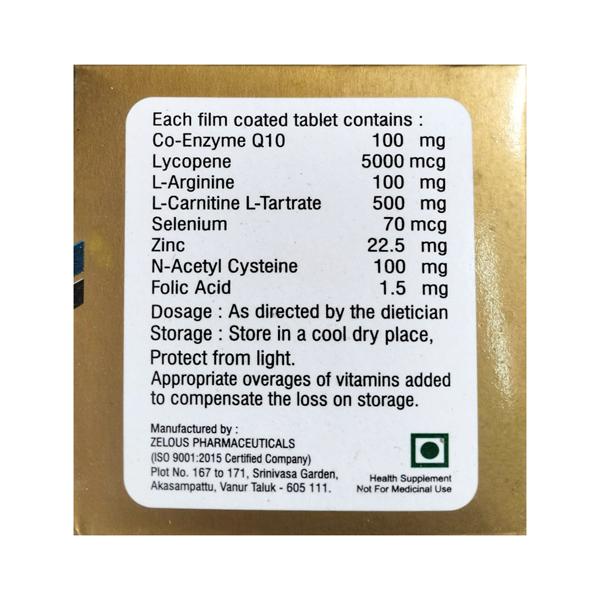 Each film coated tablet contains :
Co-Enzyme Q10 100 mg
Lycopene 5000 mcg
L-Arginine 100 mg
L-Carnitine L-Tartrate 500 mg
Selenium 70 mcg
Zinc 22.5 mg
N-Acetyl Cysteine 100 mg
Folic Acid 1.5 mg
Dosage : As directed by the dietician
Storage : Store in a cool dry place,
Protect from light.
Appropriate overages of vitamins added
to compensate the loss on storage.
Manufactured by :
ZELOUS PHARMACEUTICALS
(ISO 9001:2015 Certified Company)
Plot No. 167 to 171, Srinivasa Garden,
Akasampattu, Vanur Taluk - 605 111.
Health Supplement
Not For Medicinal Use